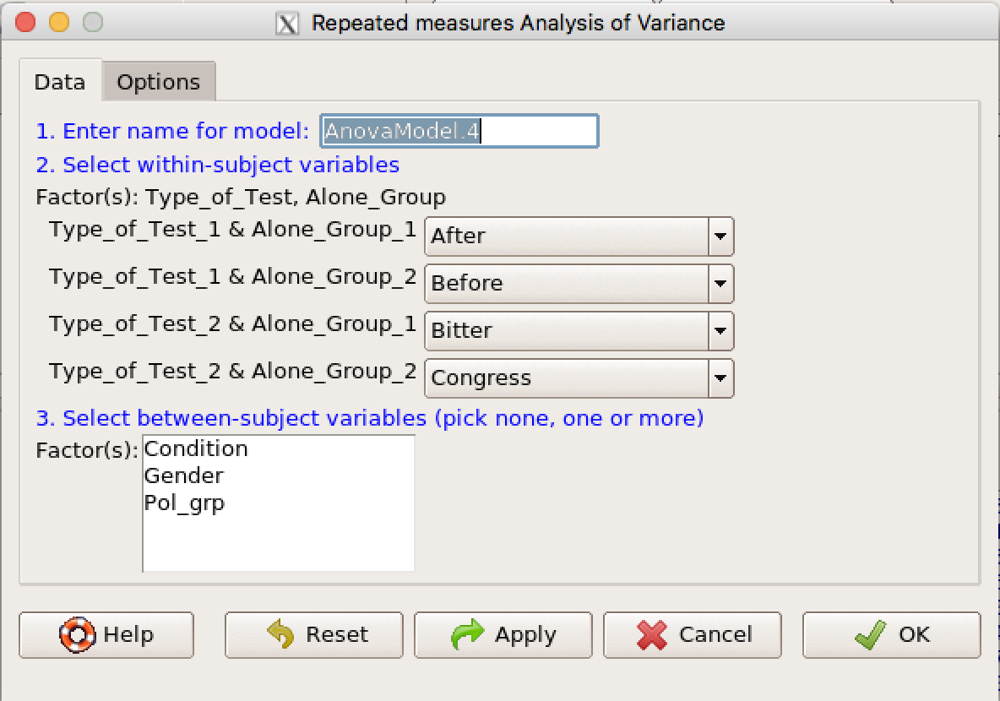 Repeated measures Analysis of Variance
Data Options
1. Enter name for model: AnovaModel.4
2. Select within-subject variables
Factor(s): Type_of_Test, Alone_Group
Type_of_Test_1 & Alone_Group_1 After
Type_of_Test_1 & Alone_Group_2 Before
Type_of_Test_2 & Alone_Group_1 Bitter
Type_of_Test_2 & Alone_Group_2 Congress
3. Select between-subject variables (pick none, one or more)
Factor(s): Condition
Gender
Pol_grp
Help Reset Apply Cancel OK